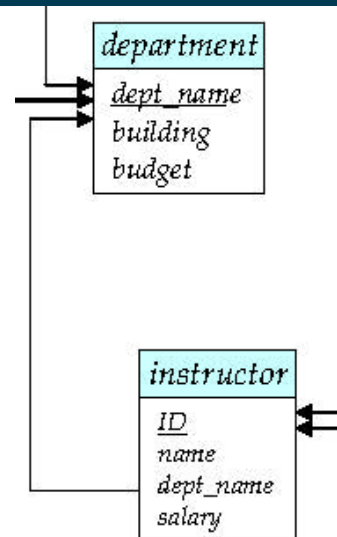 department
dept_name
building
budget
instructor
ID
name
dept_name
salary